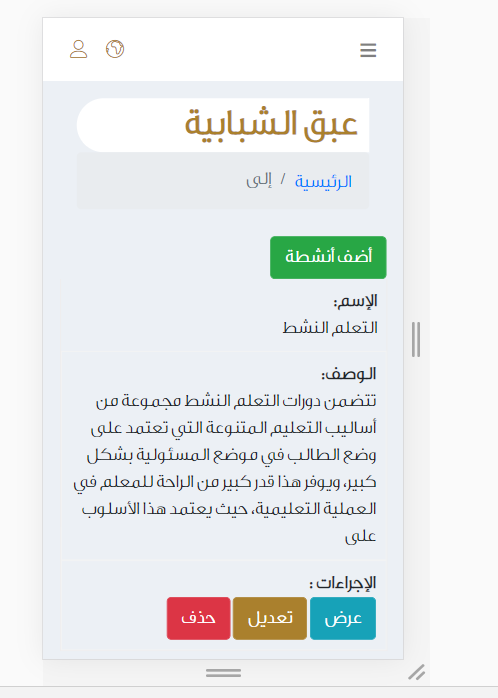 عبق الشبابية
الرئيسية / إلى
أضف أنشطة
الإسم:
التعلم النشط
الوصف:
تتضمن دورات التعلم النشط مجموعة من
أساليب التعليم المتنوعة التي تعتمد على
وضع الطالب في موضع المسئولية بشكل
كبير، ويوفر هذا قدر كبير من الراحة للمعلم في
العملية التعليمية، حيث يعتمد هذا الأسلوب
على
الإجراءات :
عرض تعديل حذف